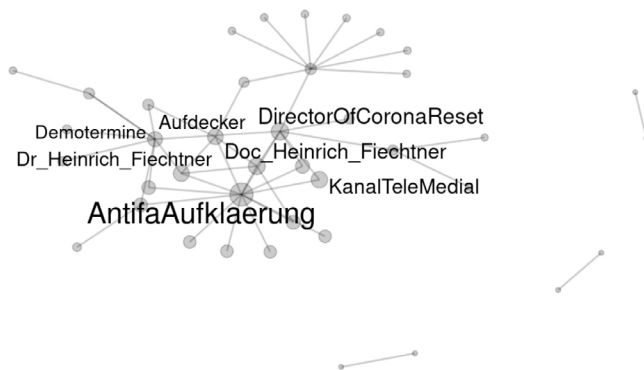 DirectorOfCoronaReset
Aufdecker
Demotermine
Dr_Heinrich_Fiechtner
Doc_Heinrich_Fiechtner
KanalTeleMedial
AntifaAufklaerung